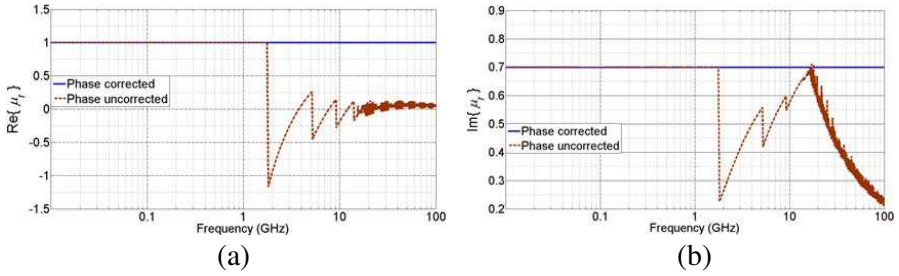 1.5
1
0.5
0
-0.5
-1
-1.5
Re{ μr }
Phase corrected
Phase uncorrected
0.1 1 10 100
Frequency (GHz)
(a)
0.9
0.8
0.7
0.6
0.5
0.4
0.3
0.2
Im{ μr }
Phase corrected
Phase uncorrected
0.1 1 10 100
Frequency (GHz)
(b)